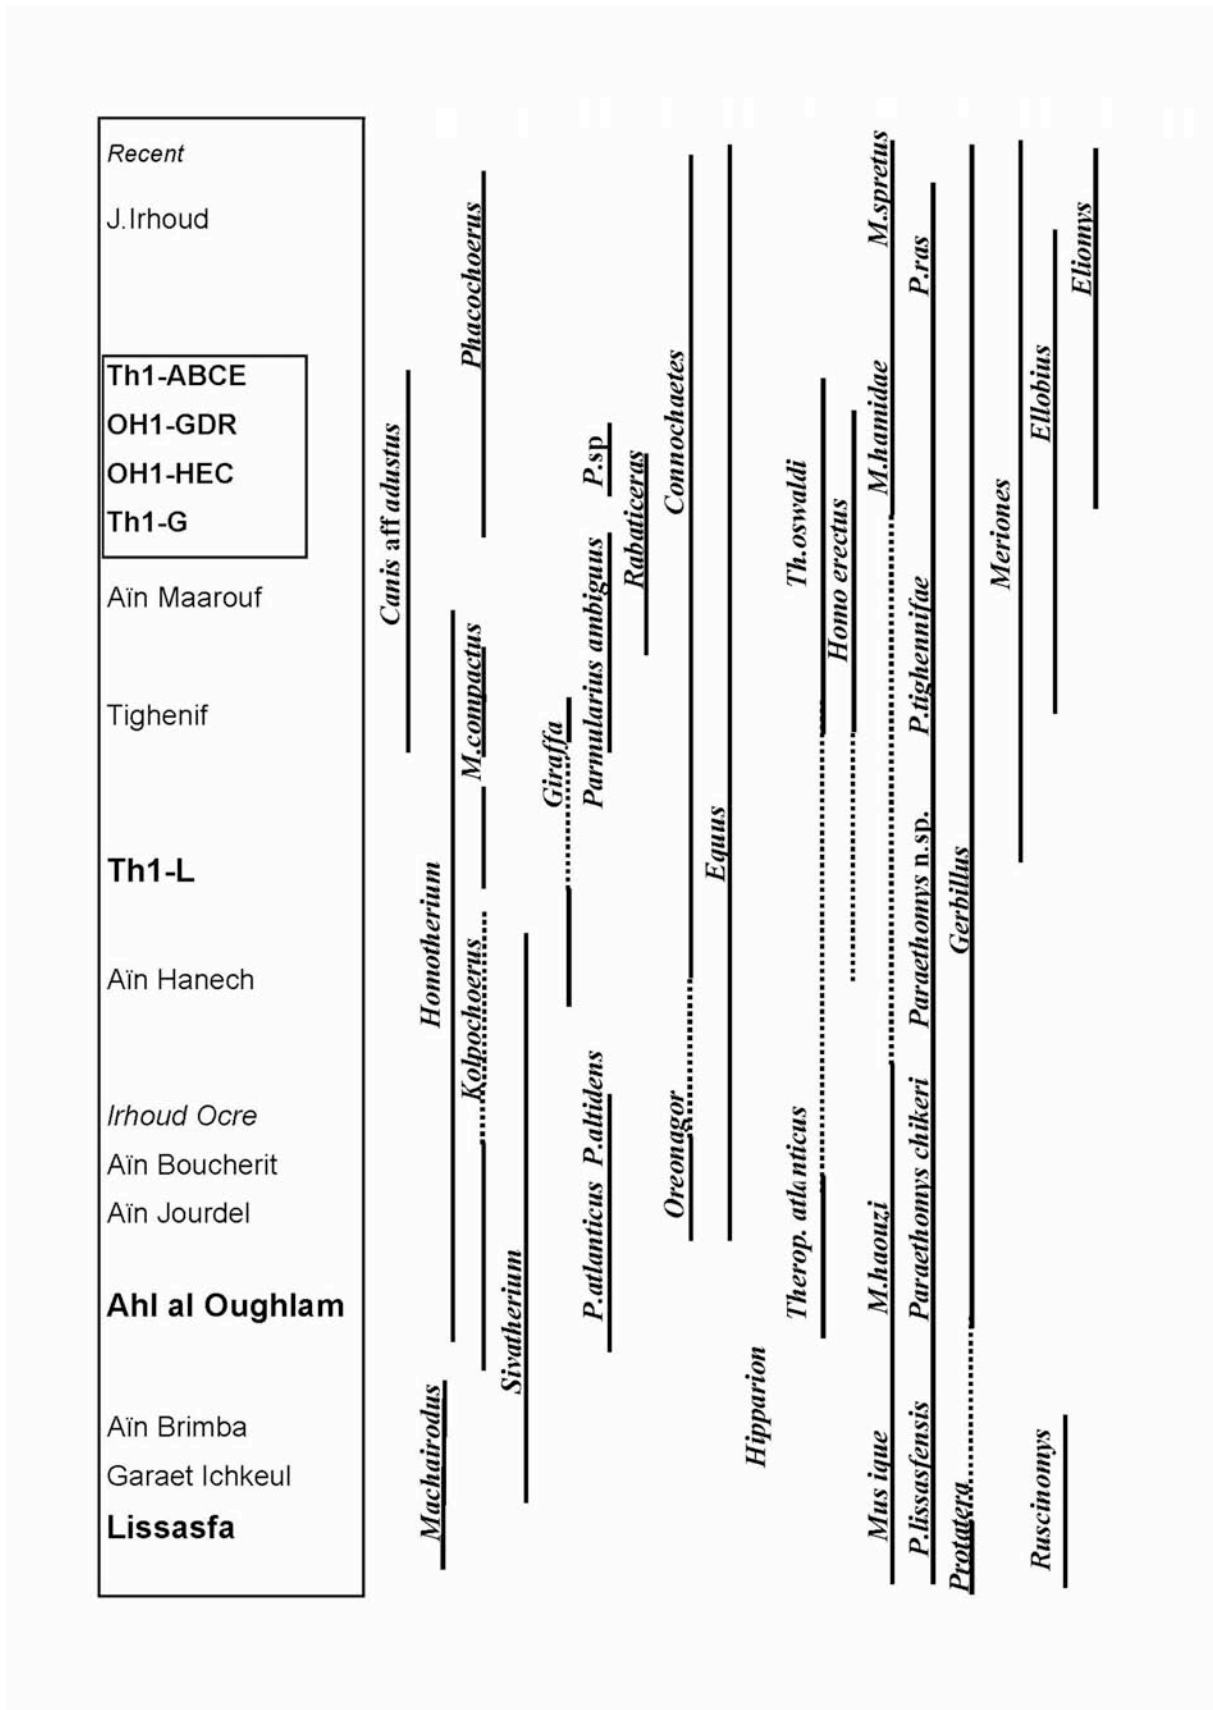 Recent
J.Irhoud
Th1-ABCE
OH1-GDR
OH1-HEC
Th1-G
Aïn Maarouf
Tighenif
Th1-L
Aïn Hanech
Irhoud Ocre
Aïn Boucherit
Aïn Jourdel
Ahl al Oughlam
Aïn Brimba
Garaet Ichkeul
Lissasfa
Canis aff adustus
Homotherium
Machairodus
Phacochoerus
M.compactus
Kolpochoerus
Sivatherium
Giraffa
P.sp
Parmularius ambiguus
P.atlanticus P.altidens
Rabaticeras
Connochaetes
Oreonagor
Equus
Hipparion
Th.oswaldi
Therop. atlanticus
Homo erectus
M.spretus
M.hamidae
M.haouzi
Mus ique
P.ras
P.tighennifae
Paraethomys n.sp.
Paraethomys chikeri
P.lissasfensis
Gerbillus
Protatera
Meriones
Ellobius
Ruscinomys
Eliomys